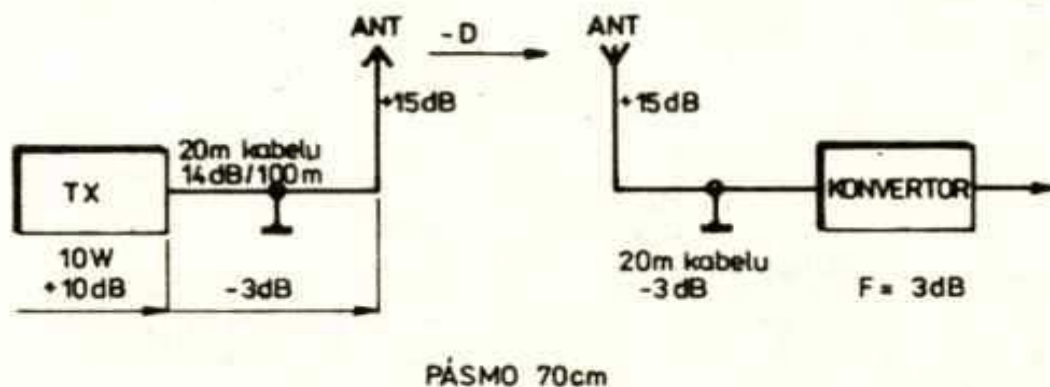 ANT
-D
ANT
+15dB
+15dB
20m kabelu
14dB/100m
TX
KONVERTOR
10W
+10dB
-3dB
20m kabelu
-3dB
F= 3dB
PÁSMO 70cm